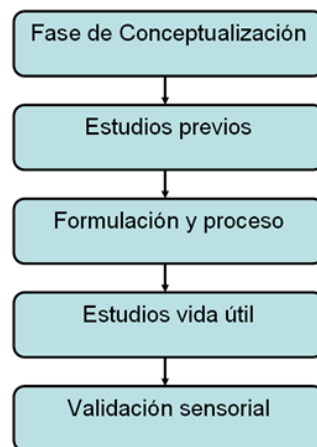 Fase de Conceptualización
Estudios previos
Formulación y proceso
Estudios vida útil
Validación sensorial